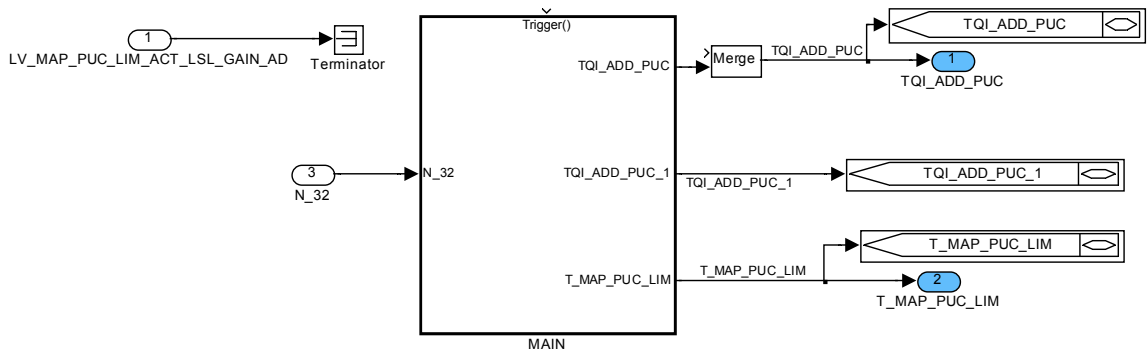 1
LV_MAP_PUC_LIM_ACT_LSL_GAIN_AD
Terminator
Trigger()
TQI_ADD_PUC
Merge
TQI_ADD_PUC
TQI_ADD_PUC
1
TQI_ADD_PUC
3
N_32
N_32
TQI_ADD_PUC_1
TQI_ADD_PUC_1
TQI_ADD_PUC_1
T_MAP_PUC_LIM
T_MAP_PUC_LIM
T_MAP_PUC_LIM
2
T_MAP_PUC_LIM
MAIN